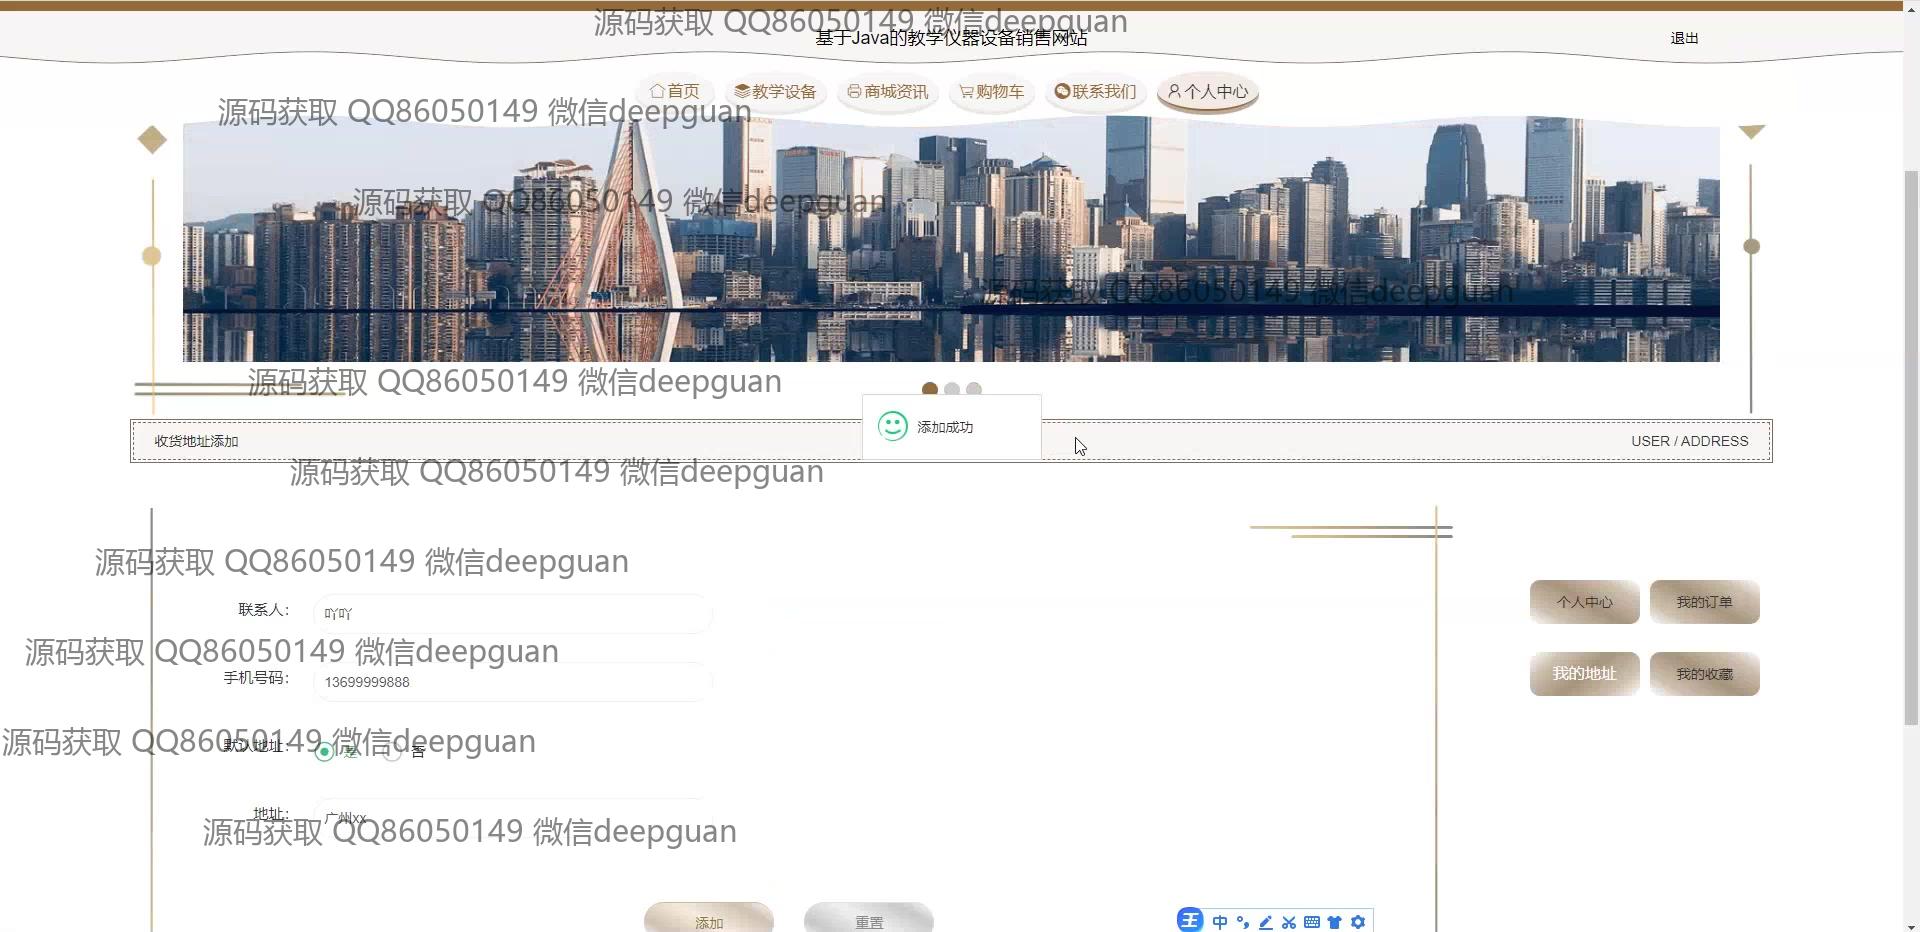 源码获取 QQ86050149 微信deepguan
基于Java的教学仪器设备销售网站
退出
首页
教学设备
商城资讯
购物车
联系我们
个人中心
源码获取 QQ86050149 微信deepguan
源码获取 QQ86050149 微信deepguan
源码获取 QQ86050149 微信deepguan
源码获取 QQ86050149 微信deepguan
添加成功
收货地址添加
USER / ADDRESS
源码获取 QQ86050149 微信deepguan
源码获取 QQ86050149 微信deepguan
联系人：
吖吖
个人中心
我的订单
源码获取 QQ86050149 微信deepguan
手机号码：
13699999888
我的地址
我的收藏
源码获取 QQ86050149 微信deepguan
默认地址：
是
否
地址：
广州xx
源码获取 QQ86050149 微信deepguan
添加
重置
王 中